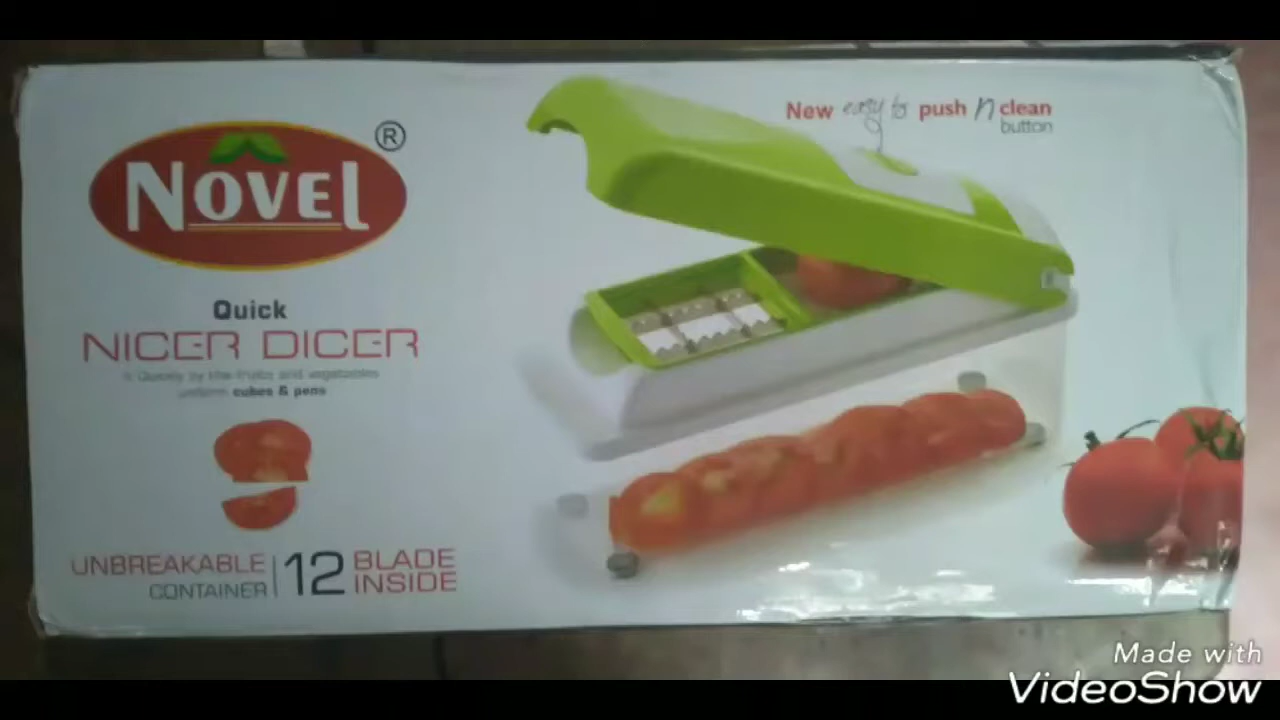 NOVEL ®
Quick
NICER DICER
cubes & pens
UNBREAKABLE
CONTAINER
12
BLADE
INSIDE
New easy to push n clean
button
Made with
VideoShow